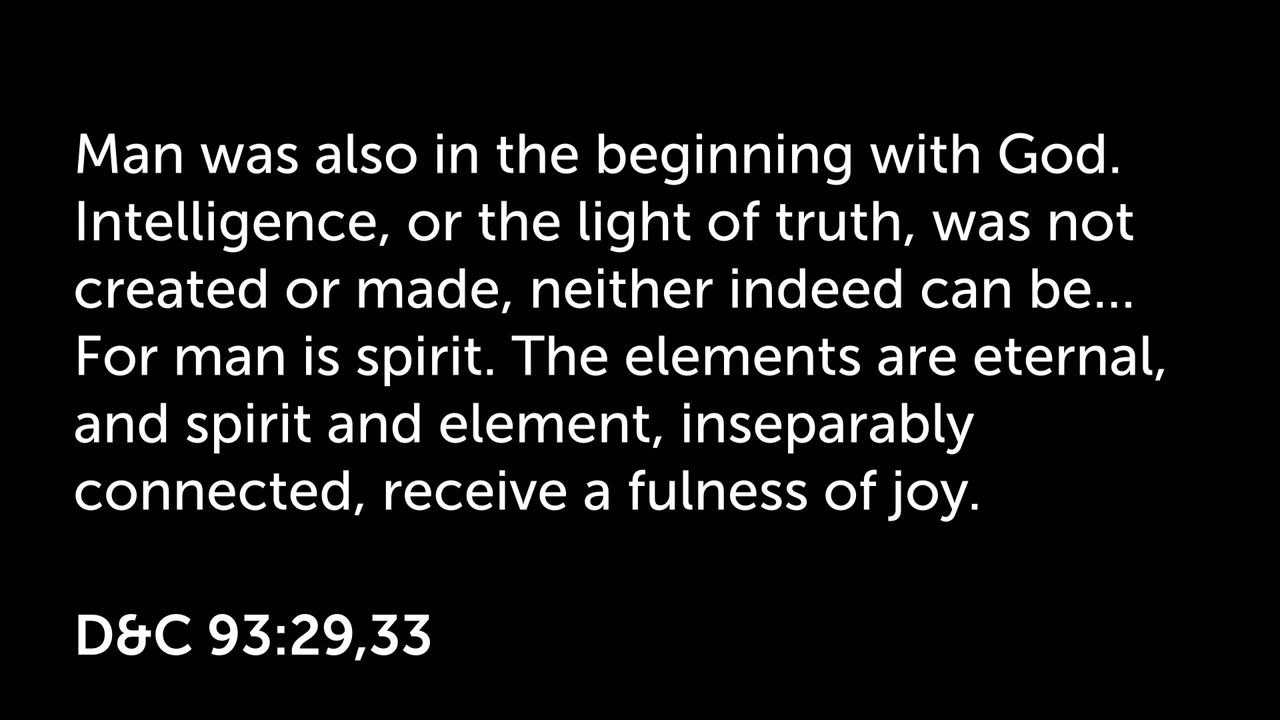 Man was also in the beginning with God.
Intelligence, or the light of truth, was not
created or made, neither indeed can be...
For man is spirit. The elements are eternal,
and spirit and element, inseparably
connected, receive a fulness of joy.
D&C 93:29,33